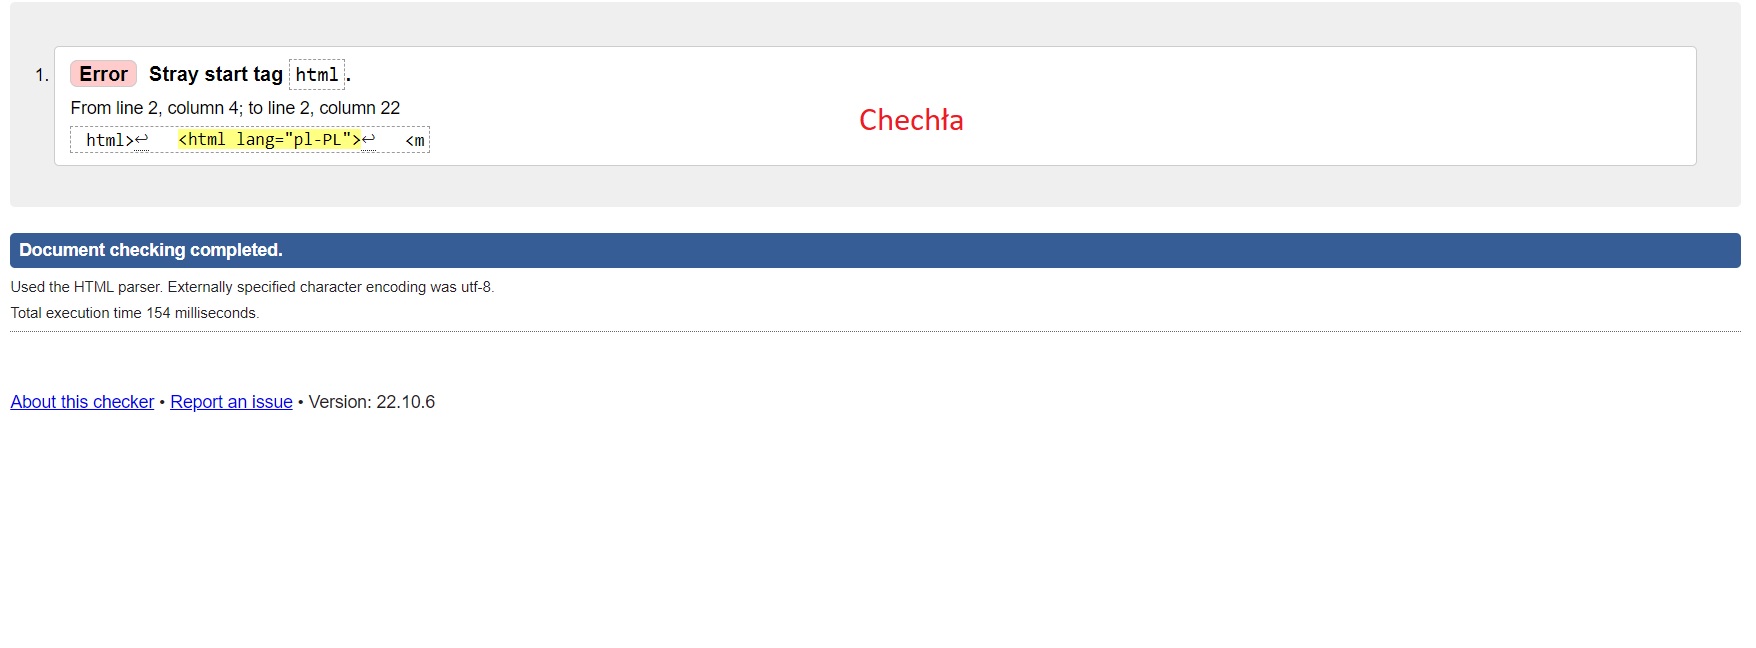 1. Error Stray start tag html.
From line 2, column 4; to line 2, column 22
html>↩ <html lang="pl-PL">↩ <m
Chechła
Document checking completed.
Used the HTML parser. Externally specified character encoding was utf-8.
Total execution time 154 milliseconds.
About this checker • Report an issue • Version: 22.10.6